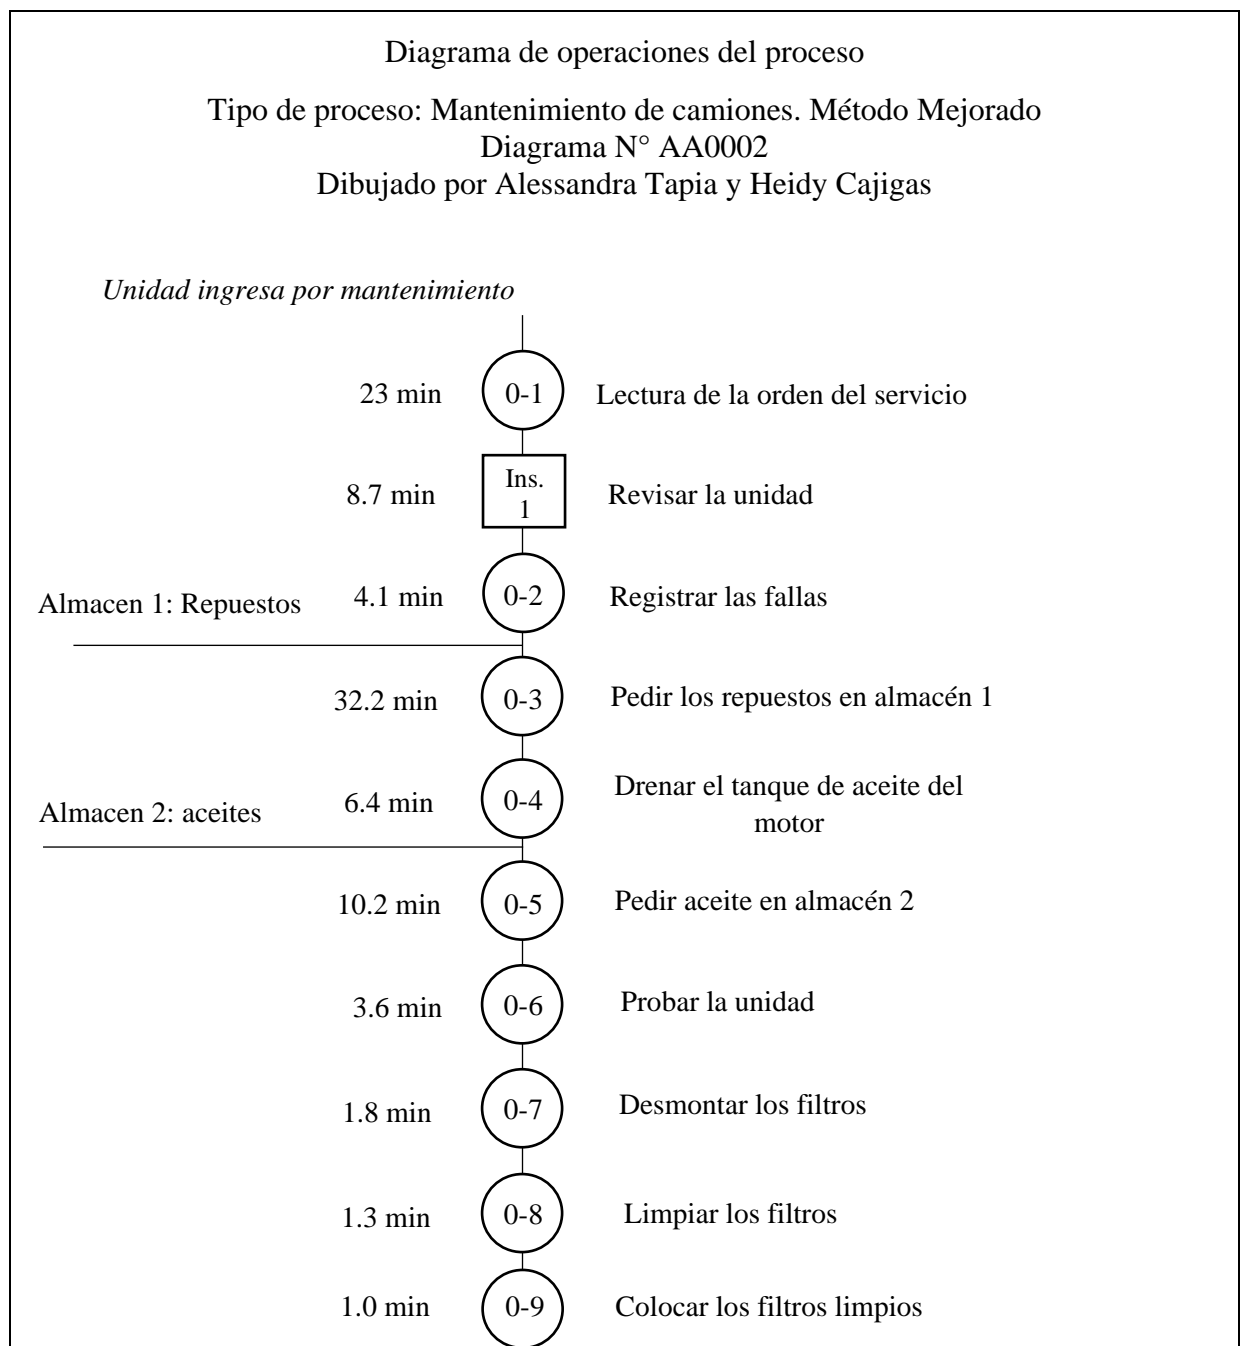 Diagrama de operaciones del proceso
Tipo de proceso: Mantenimiento de camiones. Método Mejorado
Diagrama N° AA0002
Dibujado por Alessandra Tapia y Heidy Cajigas
Unidad ingresa por mantenimiento
23 min 0-1 Lectura de la orden del servicio
8.7 min Ins. 1 Revisar la unidad
Almacen 1: Repuestos 4.1 min 0-2 Registrar las fallas
32.2 min 0-3 Pedir los repuestos en almacén 1
Almacen 2: aceites 6.4 min 0-4 Drenar el tanque de aceite del
motor
10.2 min 0-5 Pedir aceite en almacén 2
3.6 min 0-6 Probar la unidad
1.8 min 0-7 Desmontar los filtros
1.3 min 0-8 Limpiar los filtros
1.0 min 0-9 Colocar los filtros limpios